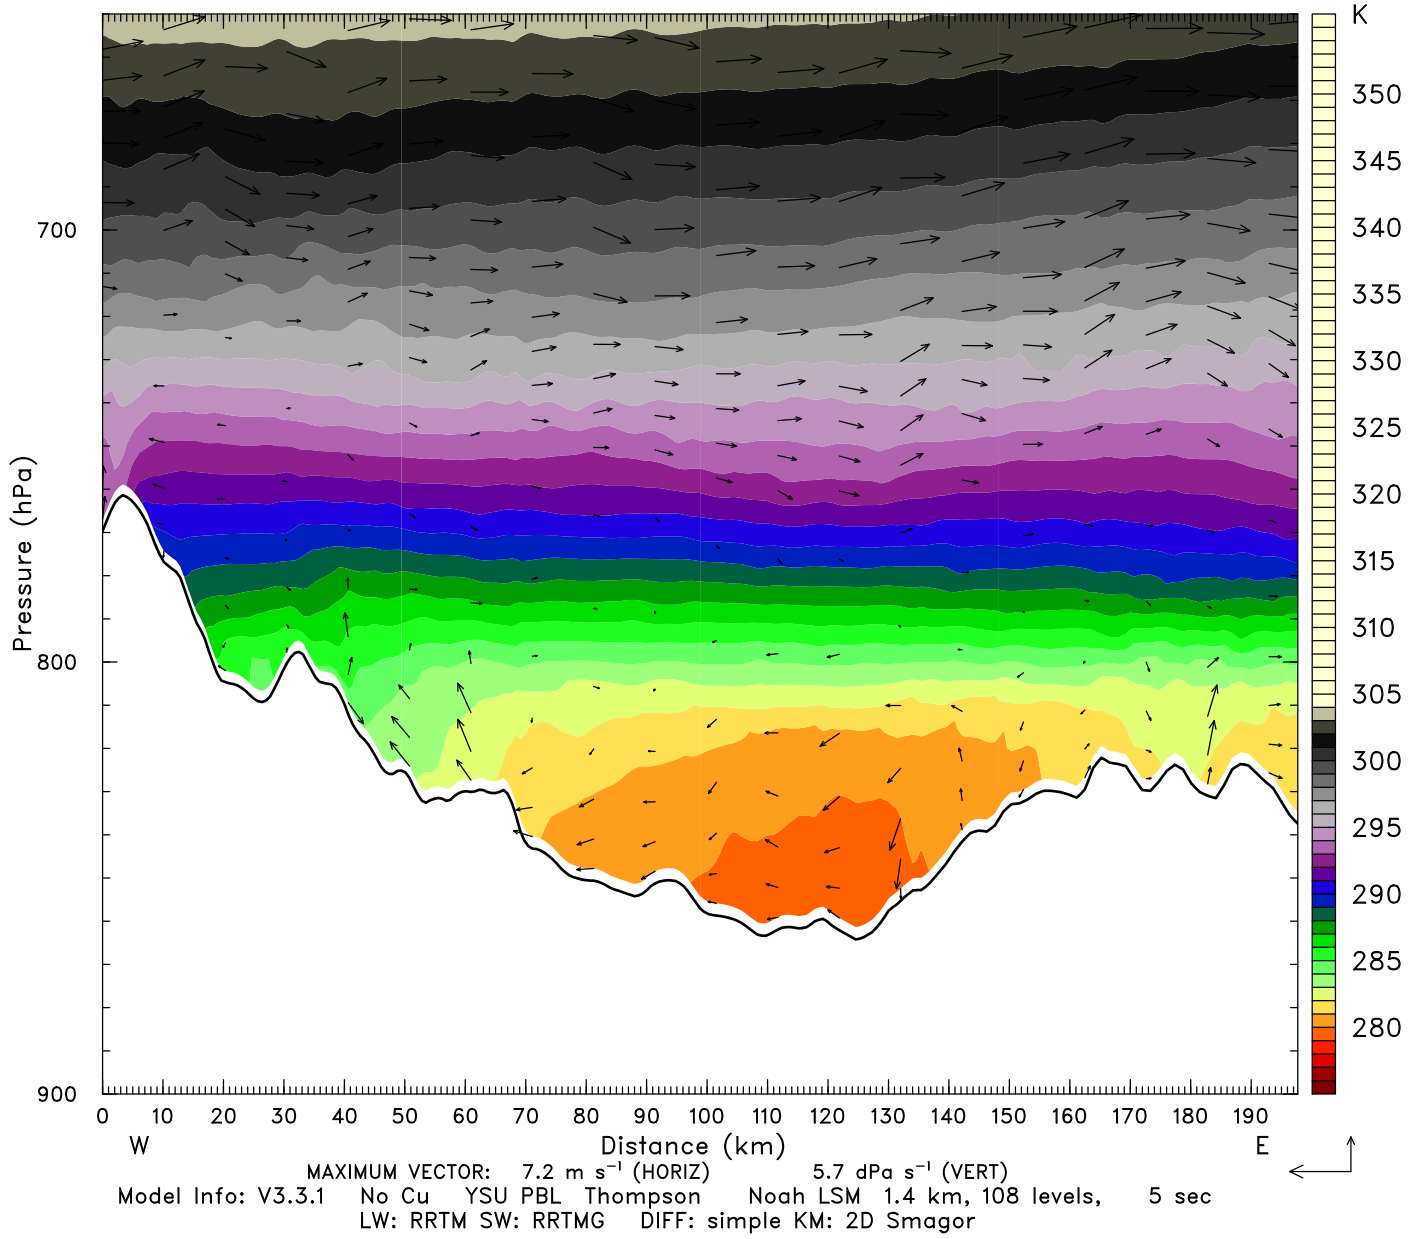 K
350
345
340
335
330
325
320
315
310
305
300
295
290
285
280
Pressure (hPa)
700
800
900
0 10 20 30 40 50 60 70 80 90 100 110 120 130 140 150 160 170 180 190
W Distance (km) E
MAXIMUM VECTOR: 7.2 m s⁻¹ (HORIZ) 5.7 dPa s⁻¹ (VERT)
Model Info: V3.3.1 No Cu YSU PBL Thompson Noah LSM 1.4 km, 108 levels, 5 sec
LW: RRTM SW: RRTMG DIFF: simple KM: 2D Smagor